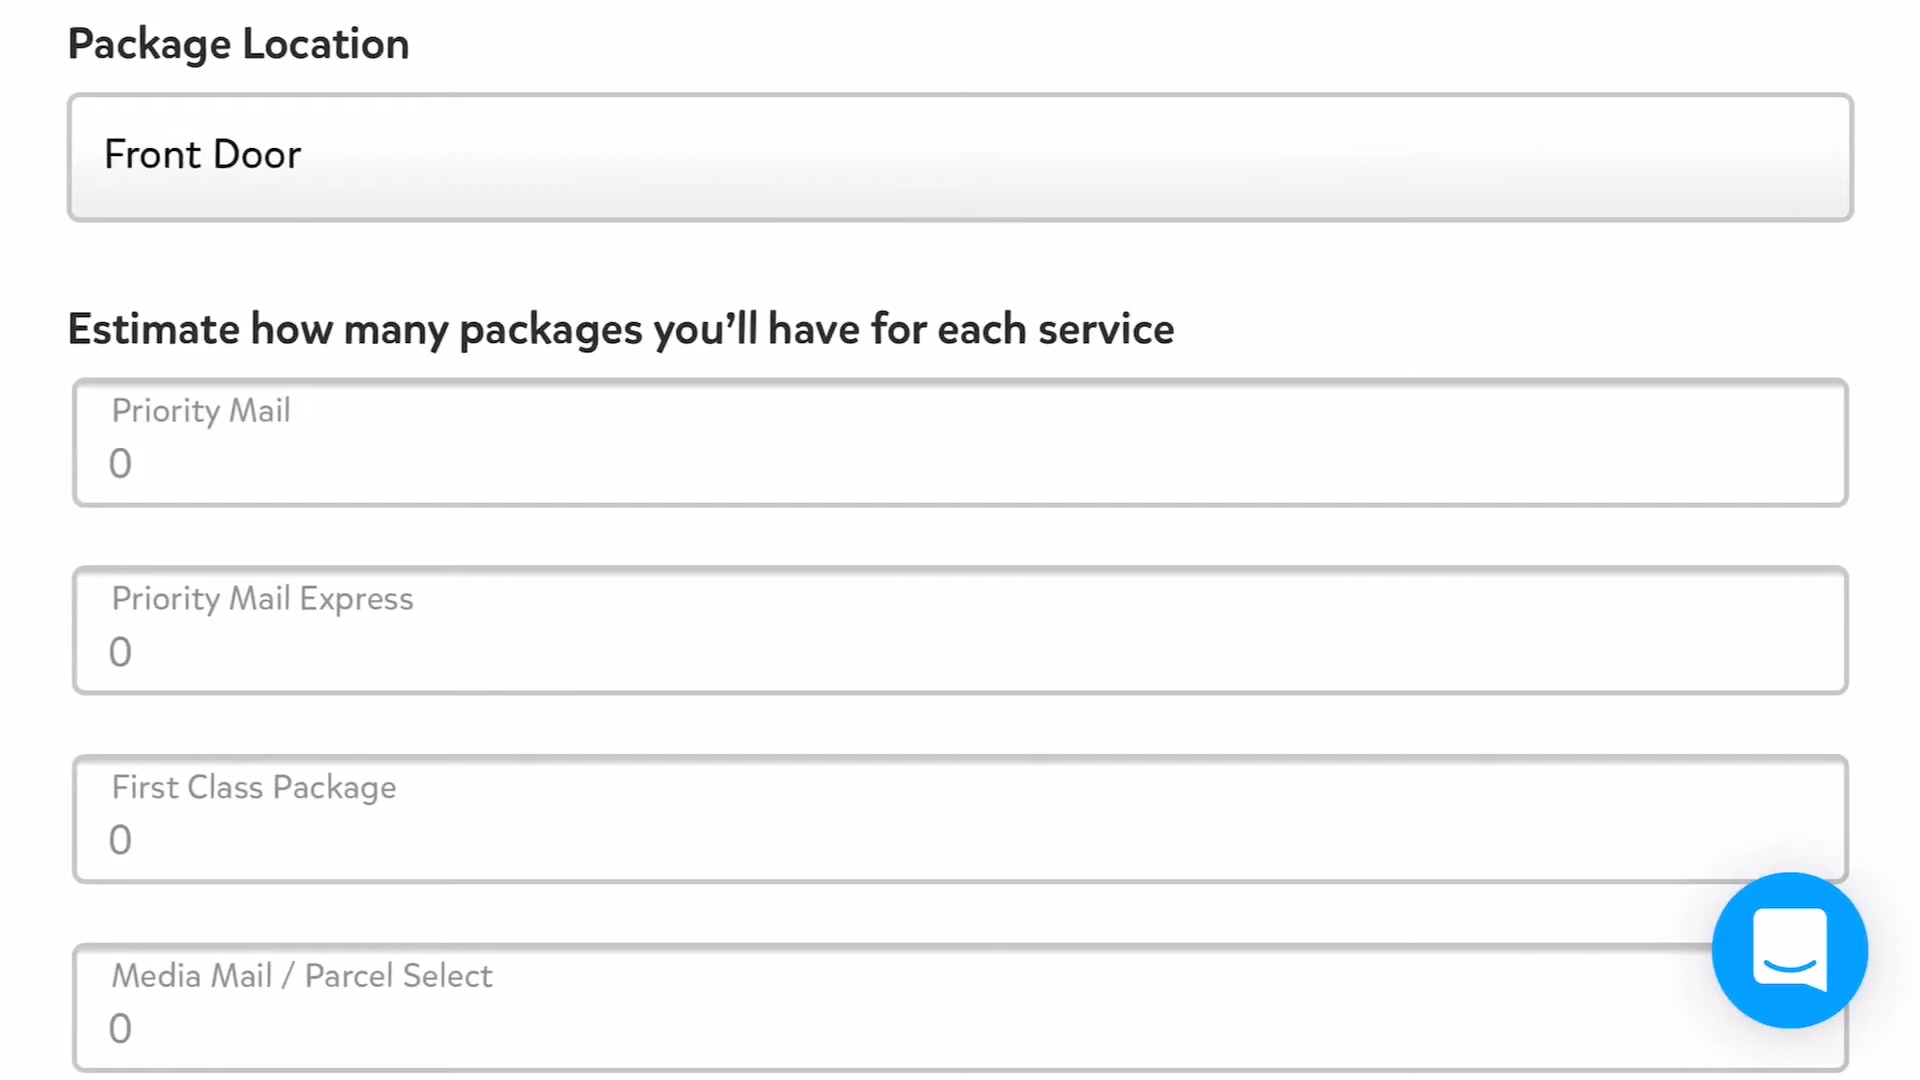 Package Location
Front Door
Estimate how many packages you’ll have for each service
Priority Mail
0
Priority Mail Express
0
First Class Package
0
Media Mail / Parcel Select
0